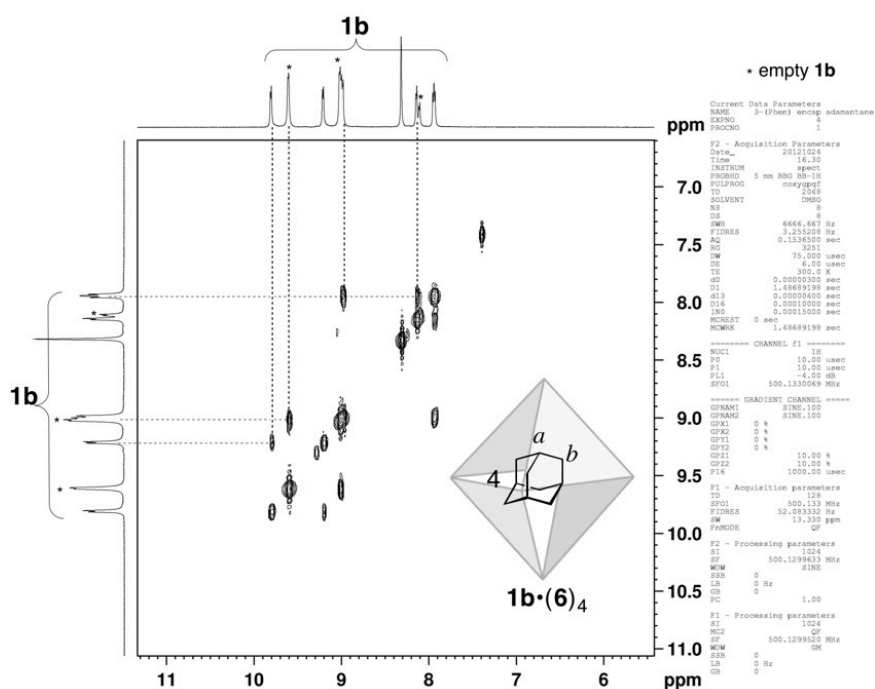 1b
* empty 1b
*
*
*
ppm
7.0
7.5
8.0
8.5
9.0
9.5
10.0
10.5
11.0
ppm
1b
*
*
*
11
10
9
8
7
6
a
b
4
1b•(6)4
Current Data Parameters
NAME 3-(Phen) encap adamantane
EXPNO 4
PROCNO 1
F2 - Acquisition Parameters
Date_ 20121024
Time 16.30
INSTRUM spect
PROBHD 5 mm BBO BB-1H
PULPROG cosygpqf
TD 2048
SOLVENT DMSO
NS 8
DS 8
SWH 6666.667 Hz
FIDRES 3.255208 Hz
AQ 0.1536500 sec
RG 3251
DW 75.000 usec
DE 6.00 usec
TE 300.0 K
d0 0.00000300 sec
D1 1.48689198 sec
d13 0.00000400 sec
D16 0.00010000 sec
IN0 0.00015000 sec
MCREST 0 sec
MCWRK 1.48689198 sec
======== CHANNEL f1 ========
NUC1 1H
P0 10.00 usec
P1 10.00 usec
PL1 -4.00 dB
SFO1 500.1330069 MHz
====== GRADIENT CHANNEL =====
GPNAM1 SINE.100
GPNAM2 SINE.100
GPX1 0 %
GPX2 0 %
GPY1 0 %
GPY2 0 %
GPZ1 10.00 %
GPZ2 10.00 %
P16 1000.00 usec
F1 - Acquisition parameters
TD 128
SFO1 500.133 MHz
FIDRES 52.083332 Hz
SW 13.330 ppm
FnMODE QF
F2 - Processing parameters
SI 1024
SF 500.1299633 MHz
WDW SINE
SSB 0
LB 0 Hz
GB 0
PC 1.00
F1 - Processing parameters
SI 1024
MC2 QF
SF 500.1299520 MHz
WDW GM
SSB 0
LB 0 Hz
GB 0